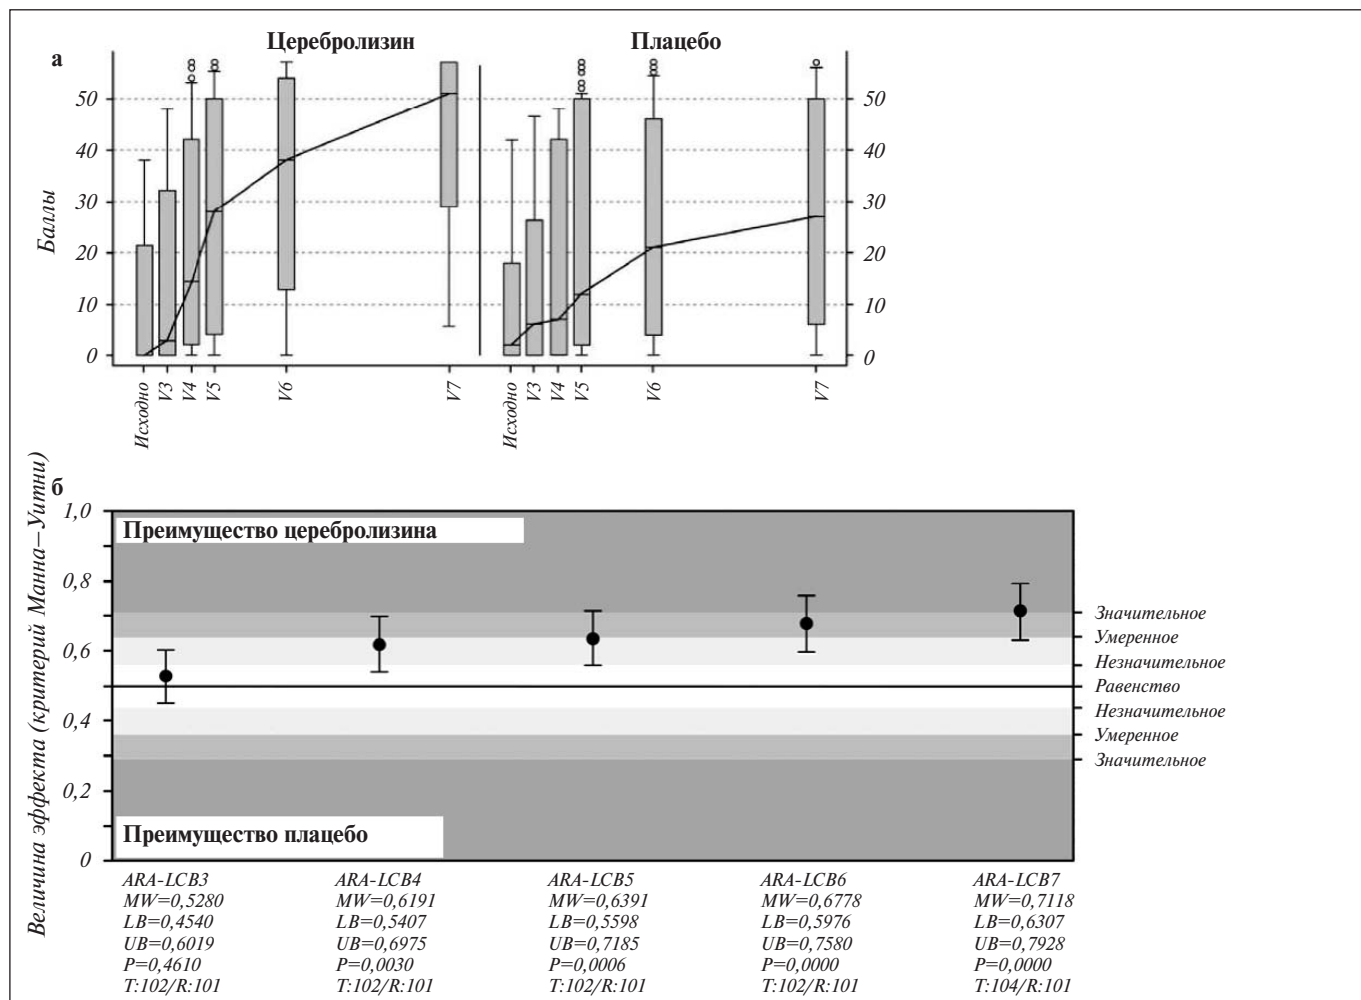 а
Церебролизин
Плацебо
Баллы
50
40
30
20
10
0
50
40
30
20
10
0
Исходно
V3
V4
V5
V6
V7
Исходно
V3
V4
V5
V6
V7
б
Величина эффекта (критерий Манна–Уитни)
1,0
0,8
0,6
0,4
0,2
0
Преимущество церебролизина
Преимущество плацебо
Значительное
Умеренное
Незначительное
Равенство
Незначительное
Умеренное
Значительное
ARA-LCB3
MW=0,5280
LB=0,4540
UB=0,6019
P=0,4610
T:102/R:101
ARA-LCB4
MW=0,6191
LB=0,5407
UB=0,6975
P=0,0030
T:102/R:101
ARA-LCB5
MW=0,6391
LB=0,5598
UB=0,7185
P=0,0006
T:102/R:101
ARA-LCB6
MW=0,6778
LB=0,5976
UB=0,7580
P=0,0000
T:102/R:101
ARA-LCB7
MW=0,7118
LB=0,6307
UB=0,7928
P=0,0000
T:104/R:101